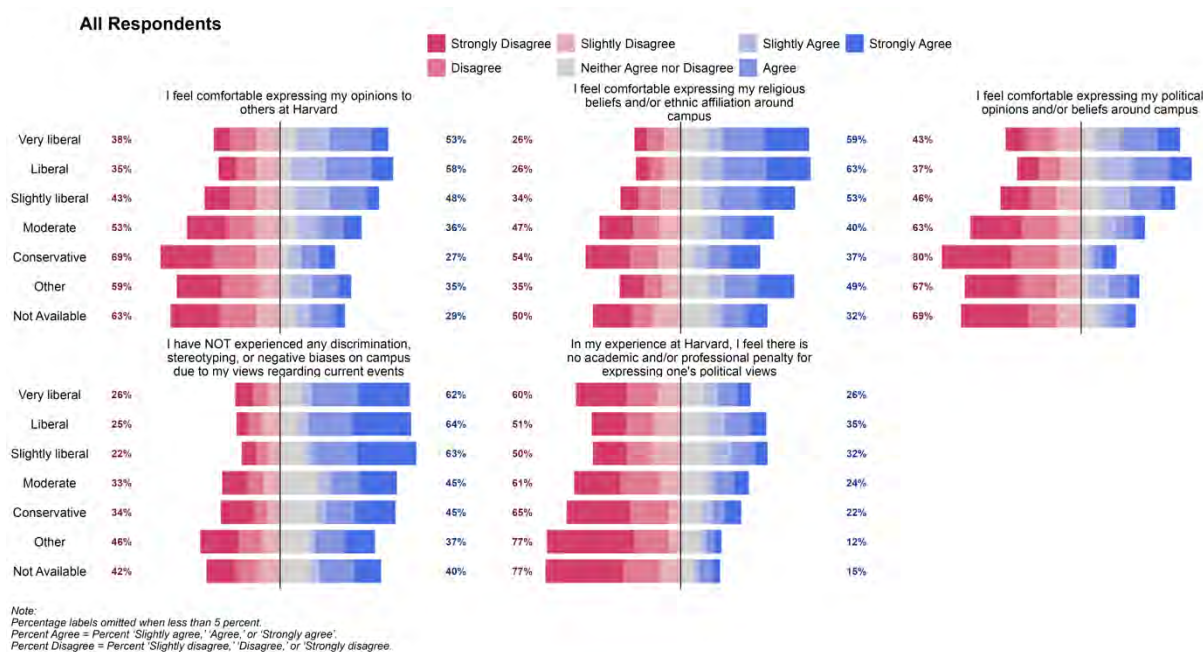 All Respondents
Strongly Disagree Slightly Disagree Slightly Agree Strongly Agree
Disagree Neither Agree nor Disagree Agree
I feel comfortable expressing my opinions to
others at Harvard
I feel comfortable expressing my religious
beliefs and/or ethnic affiliation around
campus
I feel comfortable expressing my political
opinions and/or beliefs around campus
Very liberal 38% 53% 26% 59% 43%
Liberal 35% 58% 26% 63% 37%
Slightly liberal 43% 48% 34% 53% 46%
Moderate 53% 36% 47% 40% 63%
Conservative 69% 27% 54% 37% 80%
Other 59% 35% 35% 49% 67%
Not Available 63% 29% 50% 32% 69%
I have NOT experienced any discrimination,
stereotyping, or negative biases on campus
due to my views regarding current events
In my experience at Harvard, I feel there is
no academic and/or professional penalty for
expressing one's political views
Very liberal 26% 62% 60% 26%
Liberal 25% 64% 51% 35%
Slightly liberal 22% 63% 50% 32%
Moderate 33% 45% 61% 24%
Conservative 34% 45% 65% 22%
Other 46% 37% 77% 12%
Not Available 42% 40% 77% 15%
Note:
Percentage labels omitted when less than 5 percent.
Percent Agree = Percent 'Slightly agree,' 'Agree,' or 'Strongly agree'.
Percent Disagree = Percent 'Slightly disagree,' 'Disagree,' or 'Strongly disagree.